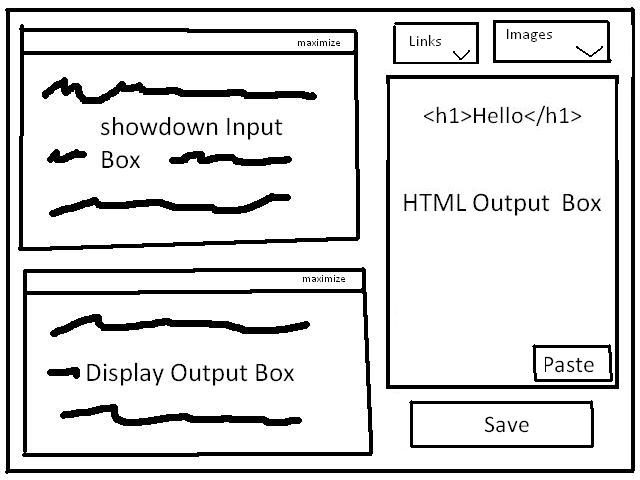 maximize
showdown Input
Box
maximize
Display Output Box
Links
Images
<h1>Hello</h1>
HTML Output Box
Paste
Save